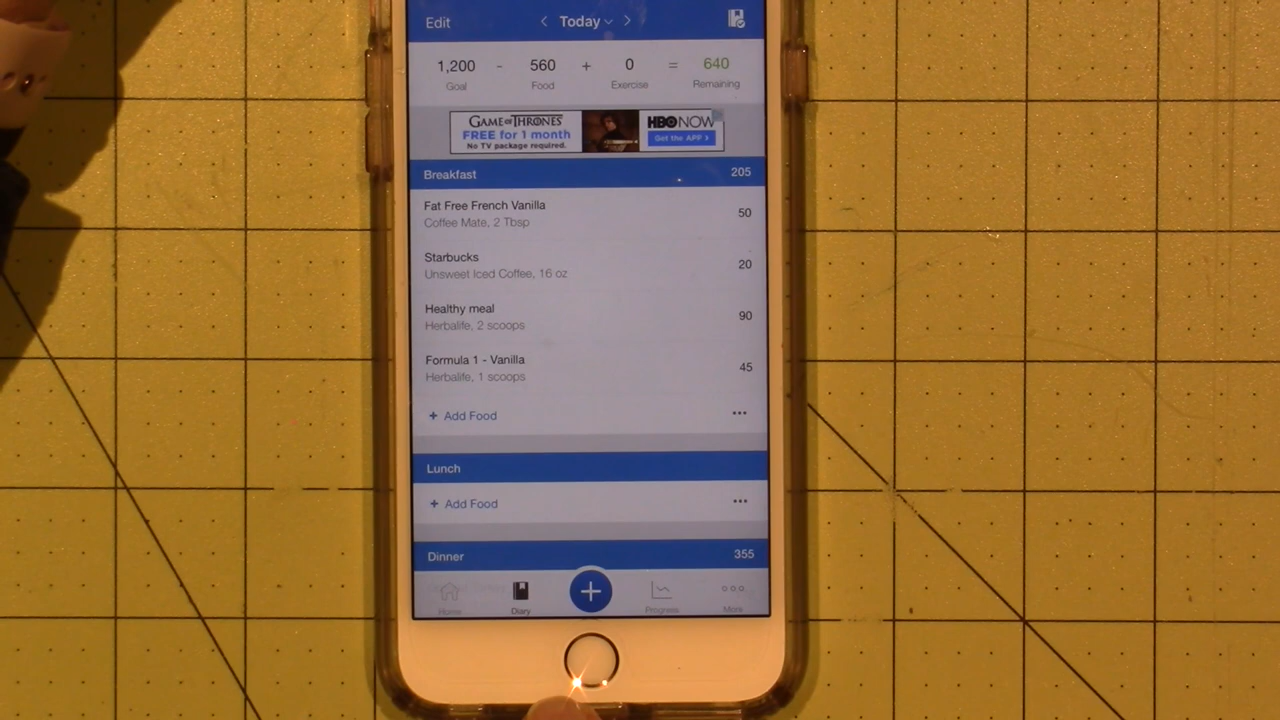 Edit < Today >
1,200 - 560 + 0 = 640
Goal Food Exercise Remaining
GAME OF THRONES
FREE for 1 month
No TV package required.
HBO NOW
Get the APP >
Breakfast 205
Fat Free French Vanilla 50
Coffee Mate, 2 Tbsp
Starbucks 20
Unsweet Iced Coffee, 16 oz
Healthy meal 90
Herbalife, 2 scoops
Formula 1 - Vanilla 45
Herbalife, 1 scoops
+ Add Food •••
Lunch
+ Add Food •••
Dinner 355
Home Diary + Progress More